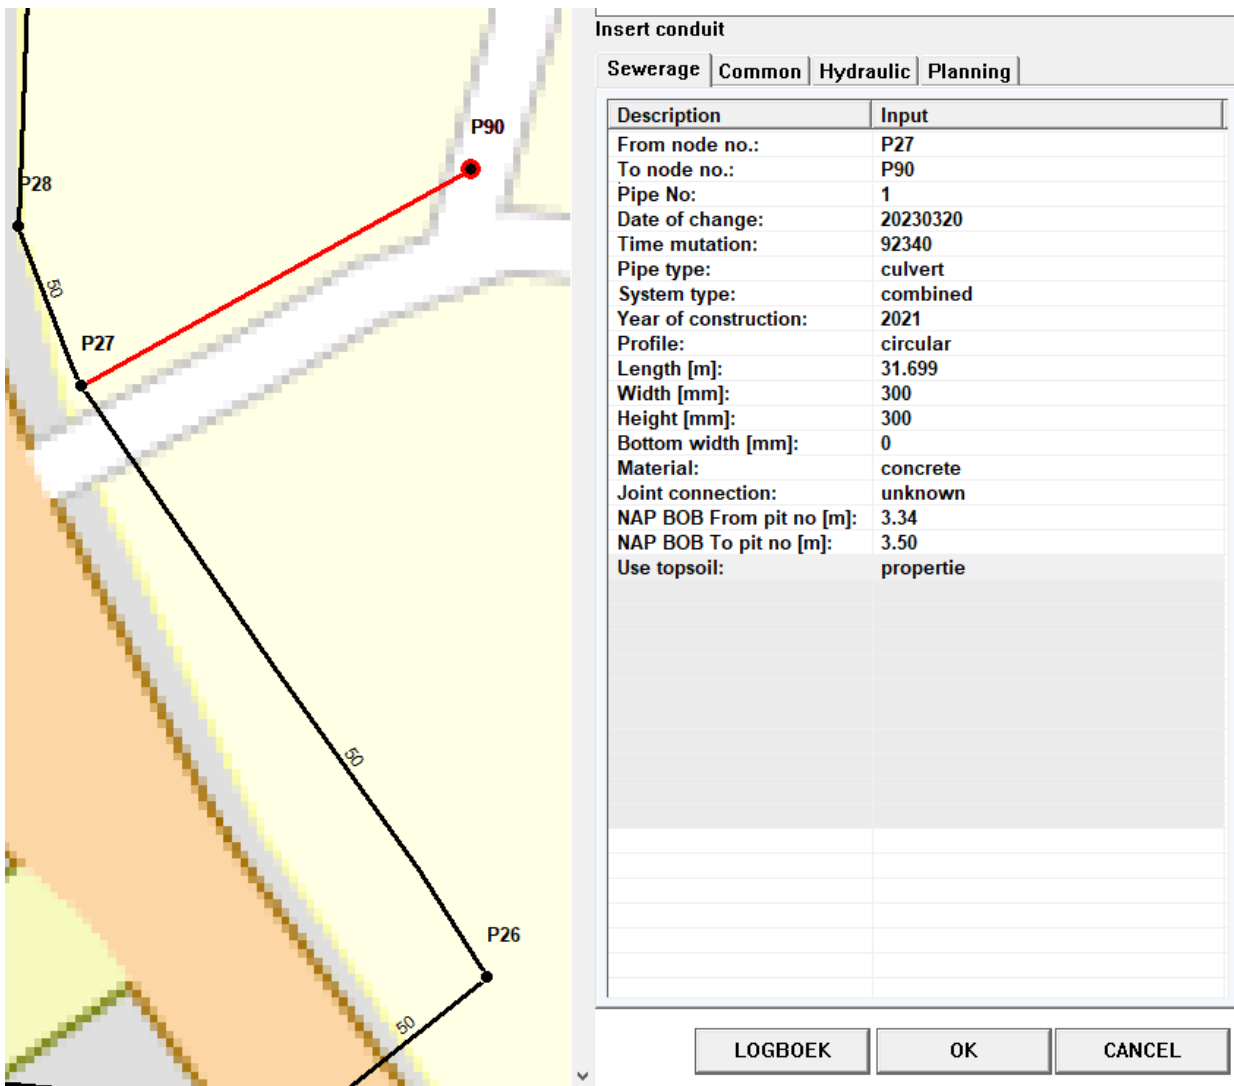 P90
P28
50
P27
50
P26
50
Insert conduit
Sewerage Common Hydraulic Planning
Description Input
From node no.: P27
To node no.: P90
Pipe No: 1
Date of change: 20230320
Time mutation: 92340
Pipe type: culvert
System type: combined
Year of construction: 2021
Profile: circular
Length [m]: 31.699
Width [mm]: 300
Height [mm]: 300
Bottom width [mm]: 0
Material: concrete
Joint connection: unknown
NAP BOB From pit no [m]: 3.34
NAP BOB To pit no [m]: 3.50
Use topsoil: propertie
LOGBOEK OK CANCEL